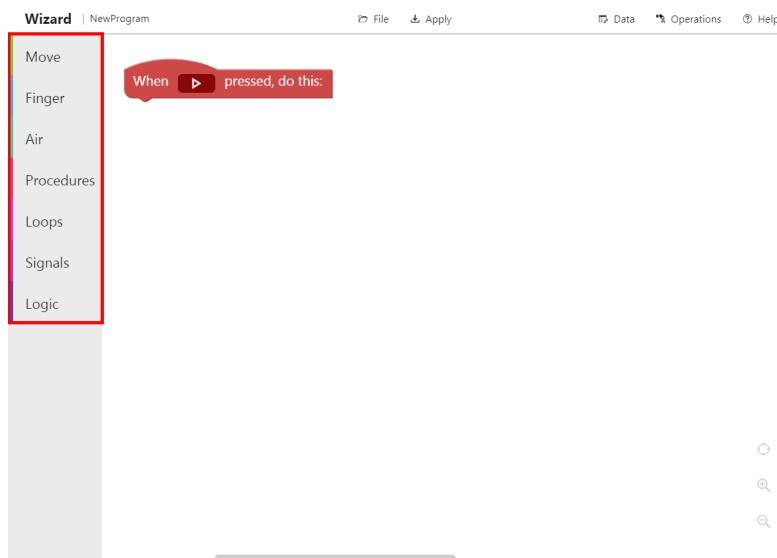 Wizard | NewProgram File Apply Data Operations Help
Move
When pressed, do this:
Finger
Air
Procedures
Loops
Signals
Logic